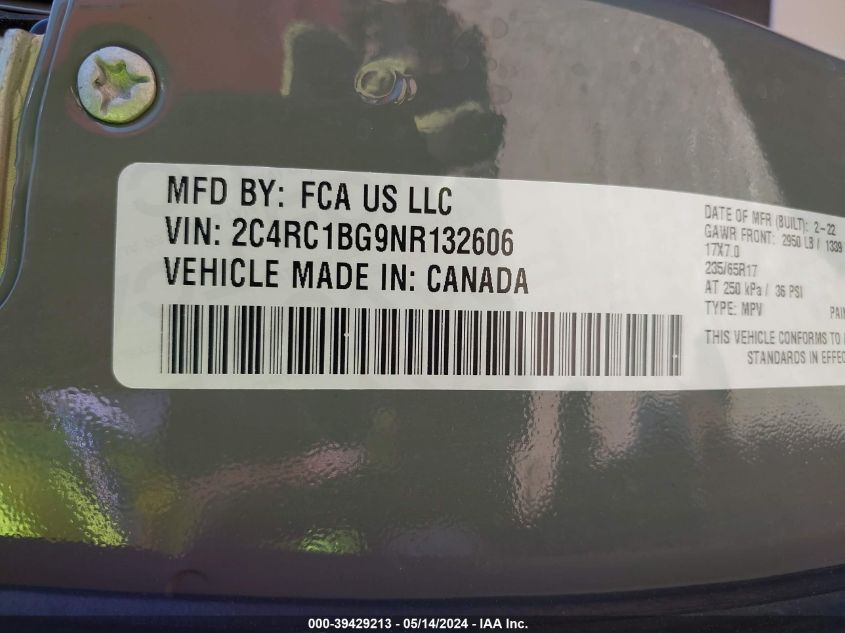 MFD BY: FCA US LLC
VIN: 2C4RC1BG9NR132606
VEHICLE MADE IN: CANADA
DATE OF MFR (BUILT): 2-22
GAWR FRONT: 2950 LB / 1339
17X7.0
235/65R17
AT 250 kPa / 36 PSI
TYPE: MPV
THIS VEHICLE CONFORMS TO
STANDARDS IN
000-39429213 - 05/14/2024 - IAA Inc.